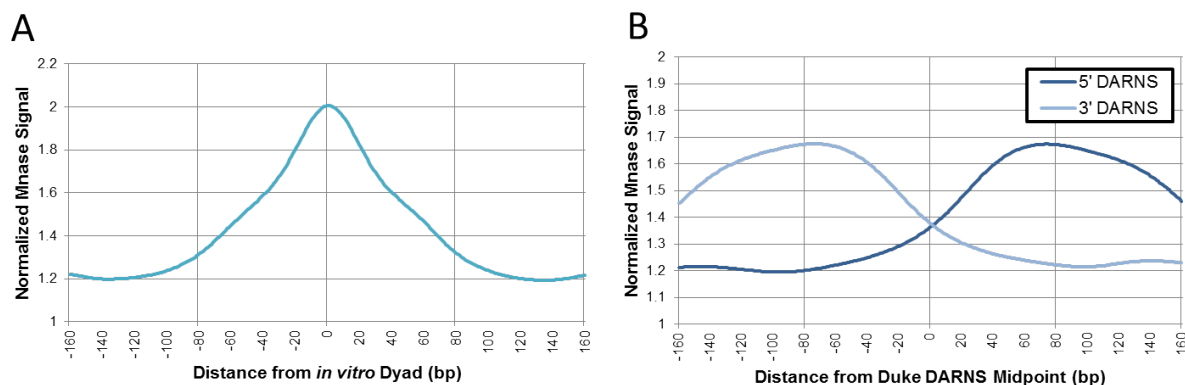 A
Normalized Mnase Signal
2.2
2
1.8
1.6
1.4
1.2
1
-160 -140 -120 -100 -80 -60 -40 -20 0 20 40 60 80 100 120 140 160
Distance from in vitro Dyad (bp)
B
Normalized Mnase Signal
2
1.9
1.8
1.7
1.6
1.5
1.4
1.3
1.2
1.1
1
5' DARNS
3' DARNS
-160 -140 -120 -100 -80 -60 -40 -20 0 20 40 60 80 100 120 140 160
Distance from Duke DARNS Midpoint (bp)